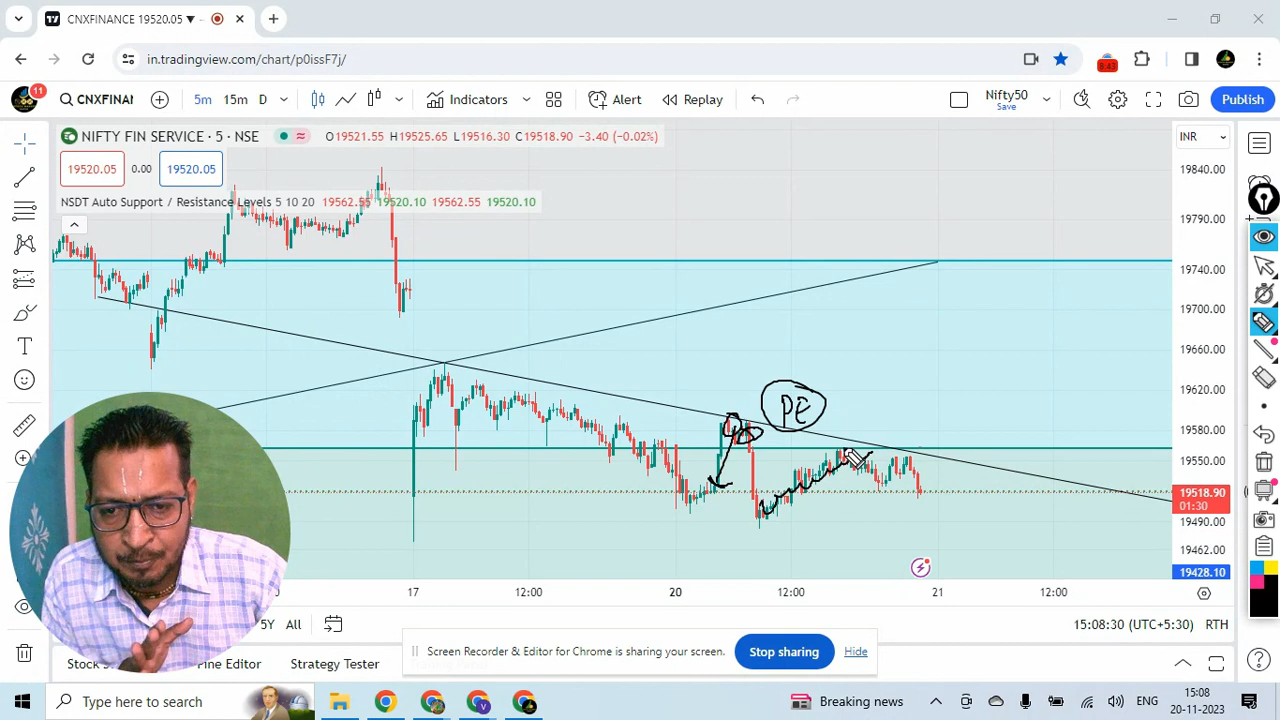 CNXFINANCE 19520.05 ▼
in.tradingview.com/chart/p0issF7j/
8:43
11
CNXFINAN
5m 15m D
Indicators
Alert
Replay
Nifty50
Save
Publish
NIFTY FIN SERVICE · 5 · NSE
O19521.55 H19525.65 L19516.30 C19518.90 −3.40 (−0.02%)
INR
19520.05 0.00 19520.05
NSDT Auto Support / Resistance Levels 5 10 20 19562.55 19520.10 19562.55 19520.10
19840.00
19790.00
19740.00
19700.00
19660.00
19620.00
19580.00
19550.00
19518.90
01:30
19490.00
19462.00
19428.10
PE
17 12:00 20 12:00 21 12:00
5Y All
15:08:30 (UTC+5:30) RTH
Pine Editor Strategy Tester
Screen Recorder & Editor for Chrome is sharing your screen.
Stop sharing
Hide
Type here to search
Breaking news
ENG
15:08
20-11-2023